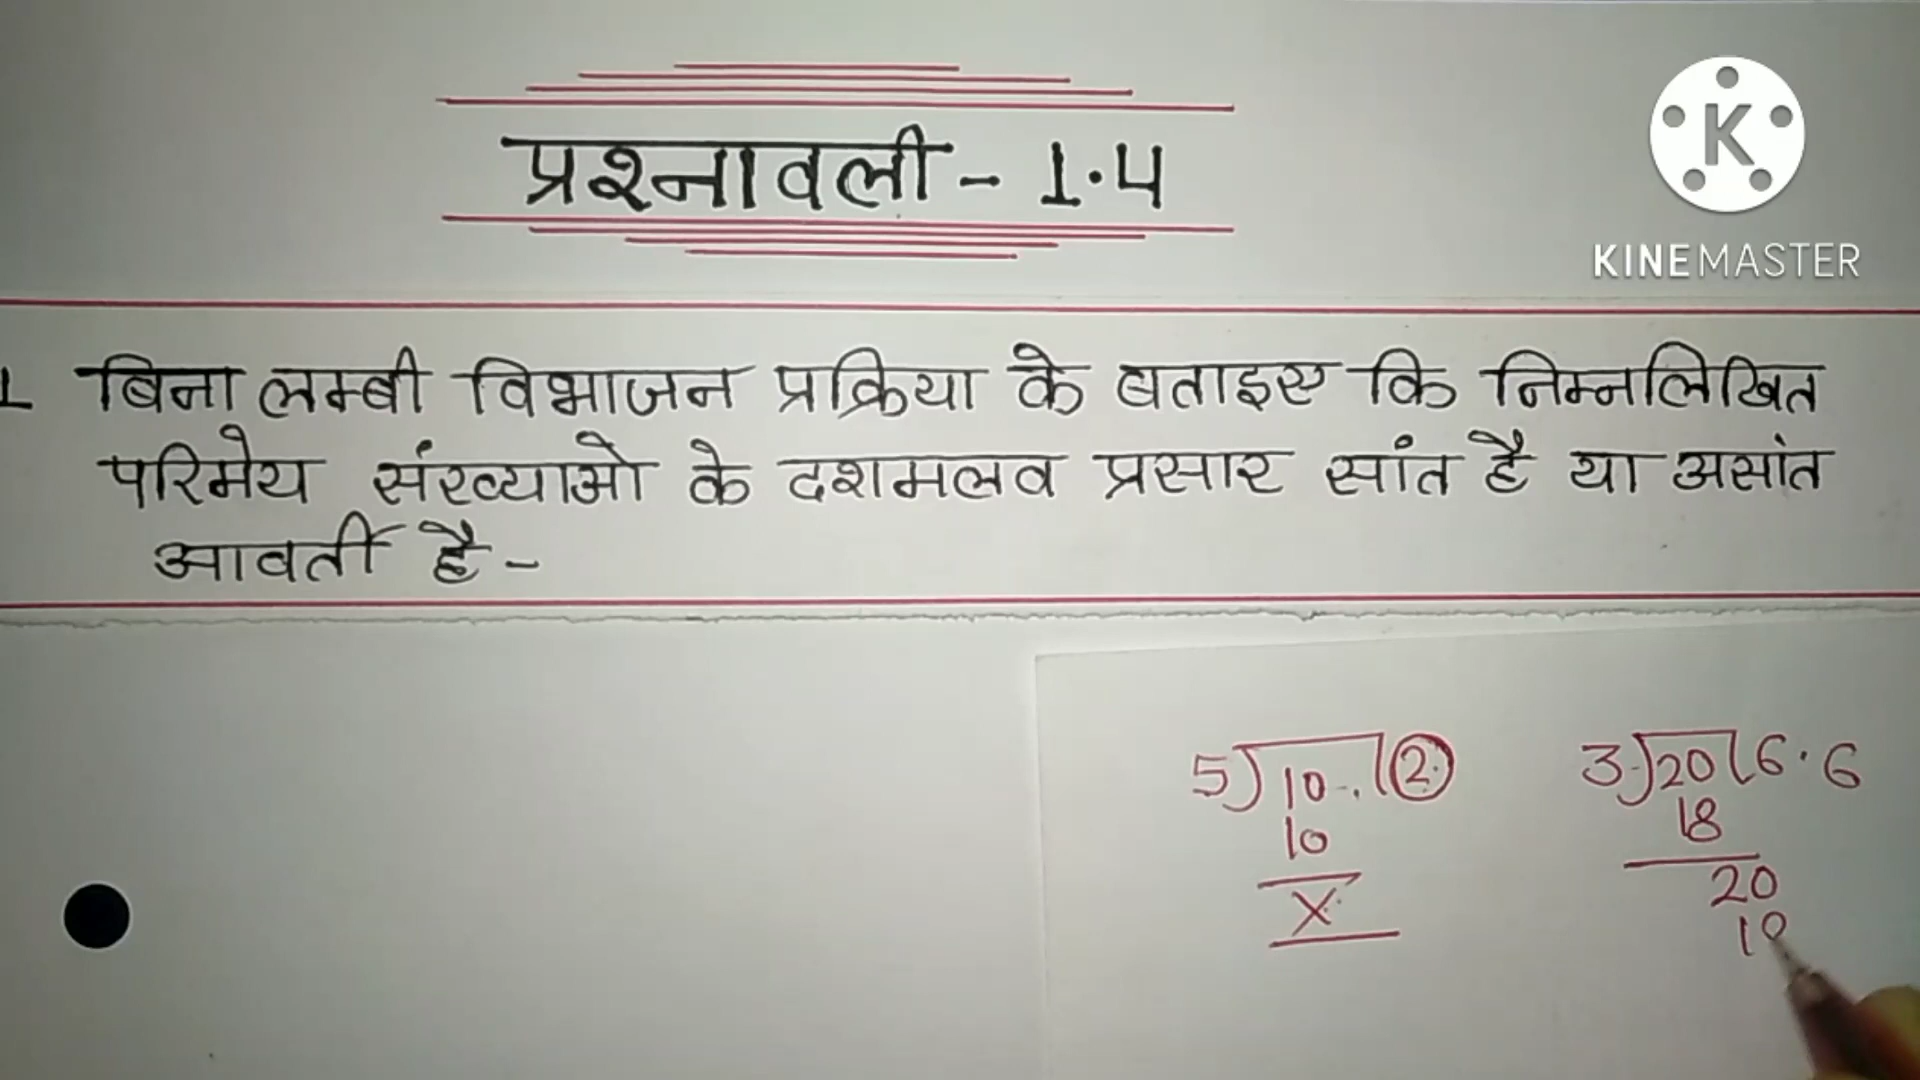 प्रश्नावली - 1.4
K
KINEMASTER
1 बिना लम्बी विभाजन प्रक्रिया के बताइए कि निम्नलिखित
परिमेय संख्याओ के दशमलव प्रसार सांत है या असांत
आवर्ती है -
5)10.(2.
10
X
3)20(6.6
18
20
18